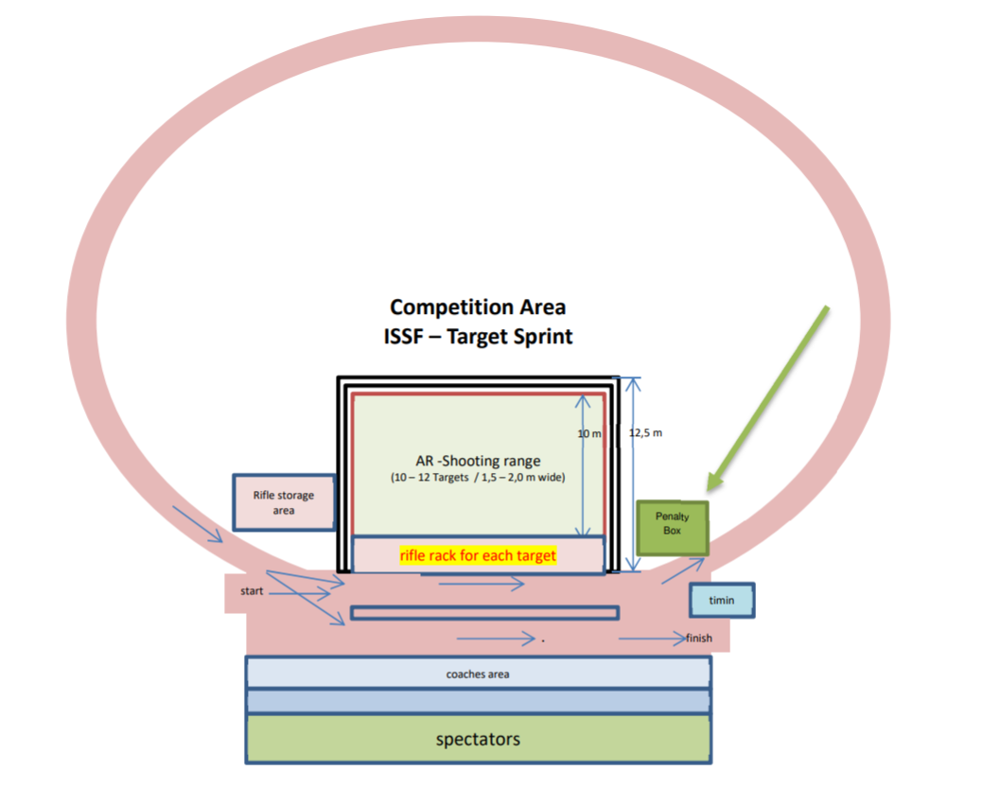 Competition Area
ISSF – Target Sprint
10 m
12,5 m
AR -Shooting range
(10 – 12 Targets / 1,5 – 2,0 m wide)
Rifle storage
area
Penalty
Box
rifle rack for each target
start
timin
.
finish
coaches area
spectators